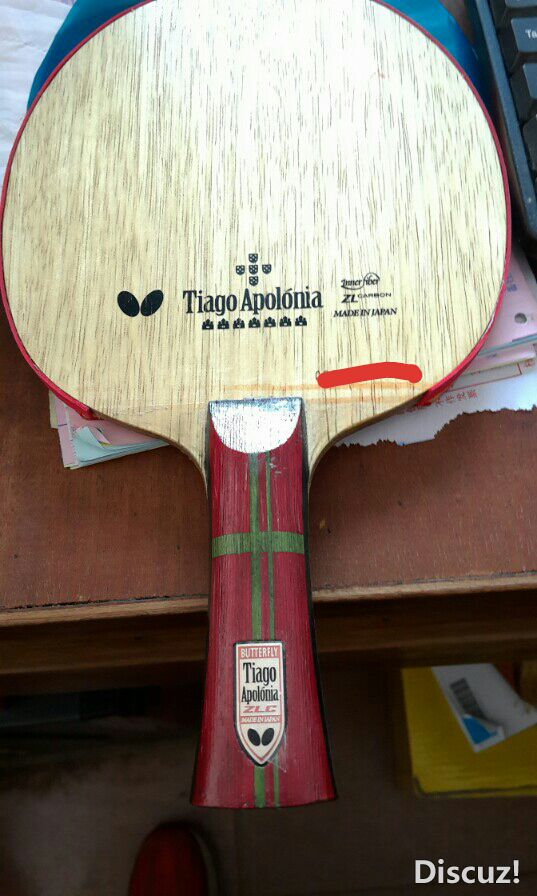 Tiago Apolónia
Inner fiber
ZL CARBON
MADE IN JAPAN
BUTTERFLY
Tiago
Apolónia
ZLC
MADE IN JAPAN
Discuz!